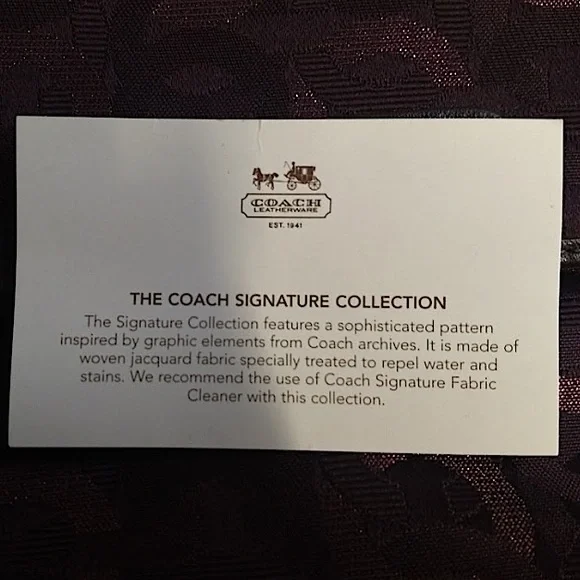 COACH
LEATHERWARE
EST. 1941
THE COACH SIGNATURE COLLECTION
The Signature Collection features a sophisticated pattern
inspired by graphic elements from Coach archives. It is made of
woven jacquard fabric specially treated to repel water and
stains. We recommend the use of Coach Signature Fabric
Cleaner with this collection.